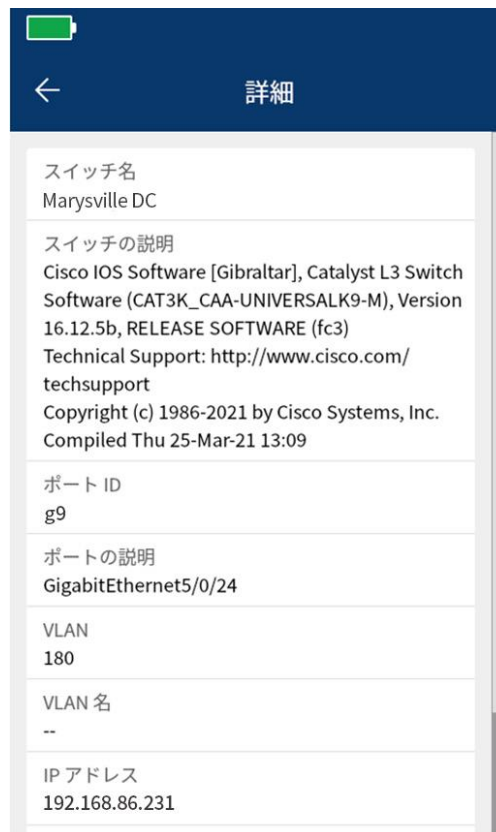 詳細
スイッチ名
Marysville DC
スイッチの説明
Cisco IOS Software [Gibraltar], Catalyst L3 Switch
Software (CAT3K_CAA-UNIVERSALK9-M), Version
16.12.5b, RELEASE SOFTWARE (fc3)
Technical Support: http://www.cisco.com/
techsupport
Copyright (c) 1986-2021 by Cisco Systems, Inc.
Compiled Thu 25-Mar-21 13:09
ポート ID
g9
ポートの説明
GigabitEthernet5/0/24
VLAN
180
VLAN 名
--
IP アドレス
192.168.86.231